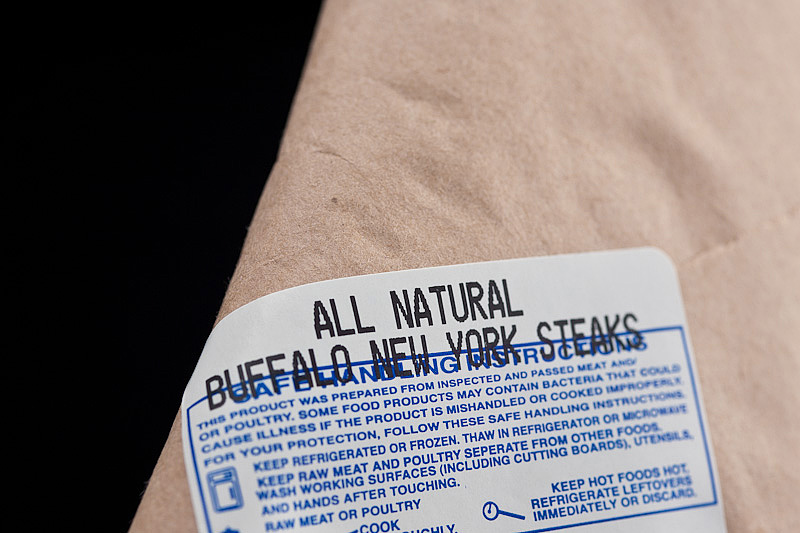 ALL NATURAL
BUFFALO NEW YORK STEAKS
SAFE HANDLING INSTRUCTIONS
THIS PRODUCT WAS PREPARED FROM INSPECTED AND PASSED MEAT AND/
OR POULTRY. SOME FOOD PRODUCTS MAY CONTAIN BACTERIA THAT COULD
CAUSE ILLNESS IF THE PRODUCT IS MISHANDLED OR COOKED IMPROPERLY.
FOR YOUR PROTECTION, FOLLOW THESE SAFE HANDLING INSTRUCTIONS.
KEEP REFRIGERATED OR FROZEN. THAW IN REFRIGERATOR OR MICROWAVE
KEEP RAW MEAT AND POULTRY SEPERATE FROM OTHER FOODS.
WASH WORKING SURFACES (INCLUDING CUTTING BOARDS), UTENSILS,
AND HANDS AFTER TOUCHING.
RAW MEAT OR POULTRY
COOK
KEEP HOT FOODS HOT.
REFRIGERATE LEFTOVERS
IMMEDIATELY OR DISCARD.